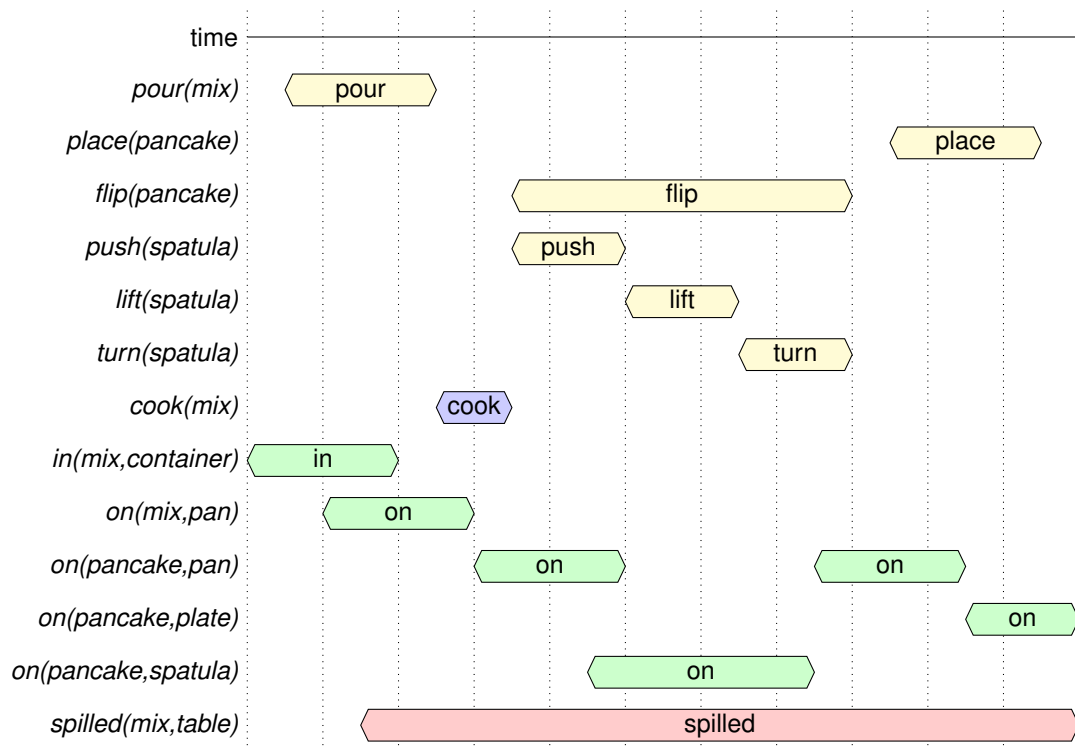 time
pour(mix) pour
place(pancake) place
flip(pancake) flip
push(spatula) push
lift(spatula) lift
turn(spatula) turn
cook(mix) cook
in(mix,container) in
on(mix,pan) on
on(pancake,pan) on on
on(pancake,plate) on
on(pancake,spatula) on
spilled(mix,table) spilled